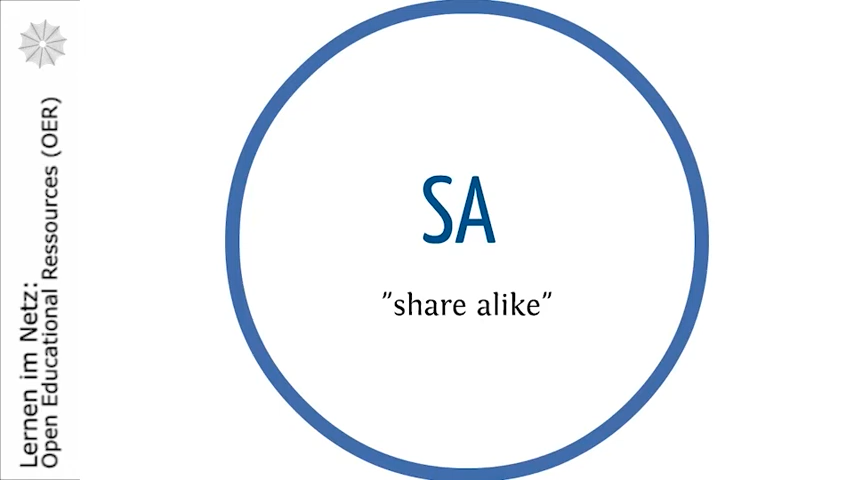 Lernen im Netz:
Open Educational Ressources (OER)
SA
"share alike"